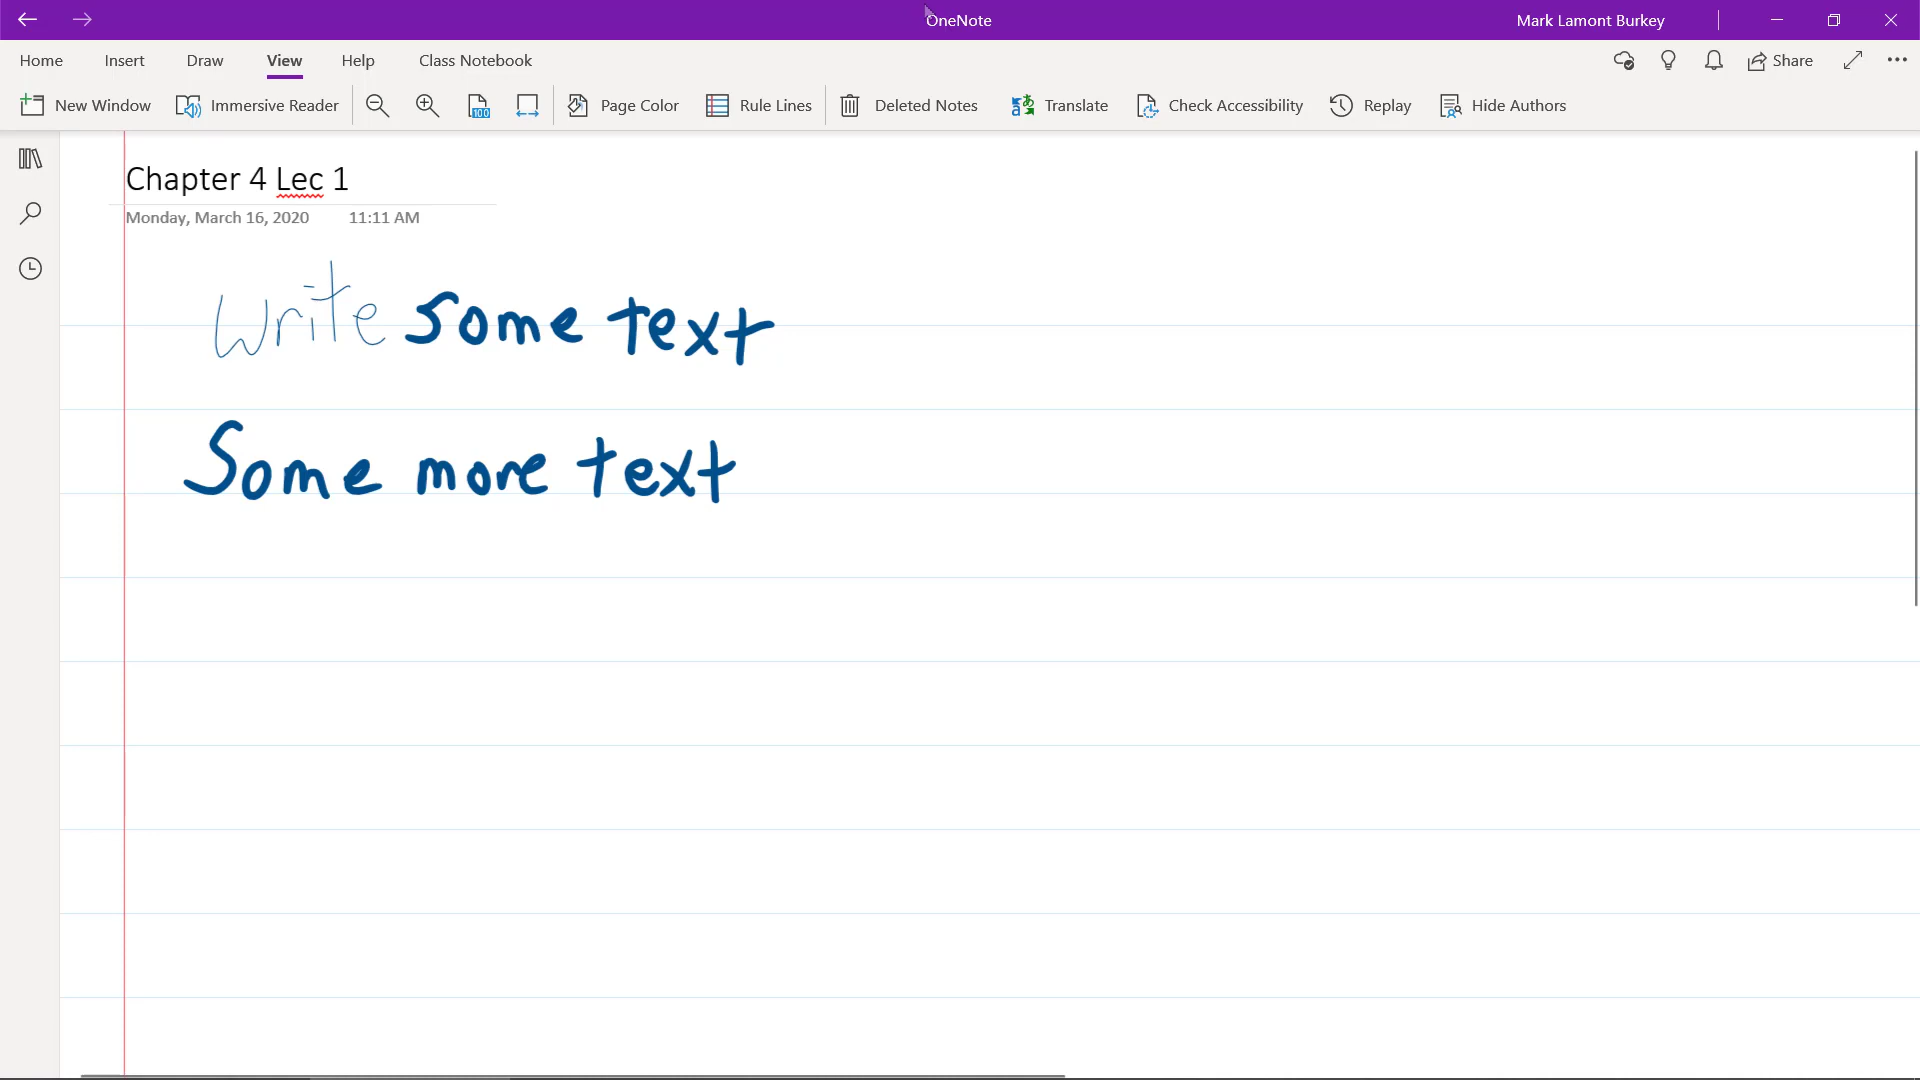 OneNote
Mark Lamont Burkey
Home Insert Draw View Help Class Notebook
Share
New Window Immersive Reader 100 Page Color Rule Lines Deleted Notes Translate Check Accessibility Replay Hide Authors
Chapter 4 Lec 1
Monday, March 16, 2020 11:11 AM
Write some text
Some more text